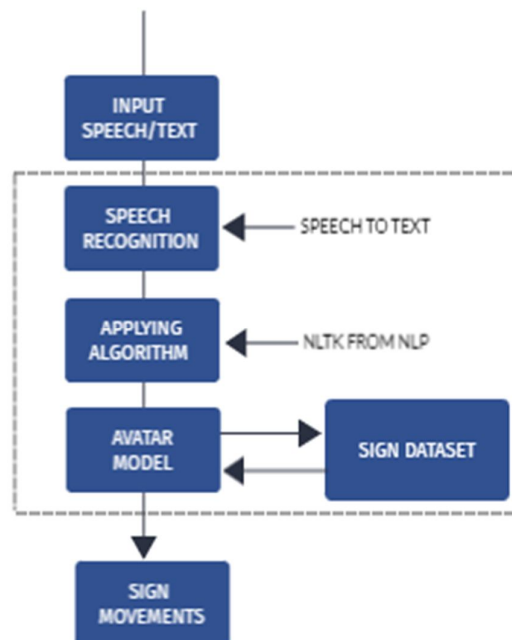 INPUT
SPEECH/TEXT
SPEECH
RECOGNITION
SPEECH TO TEXT
APPLYING
ALGORITHM
NLTK FROM NLP
AVATAR
MODEL
SIGN DATASET
SIGN
MOVEMENTS